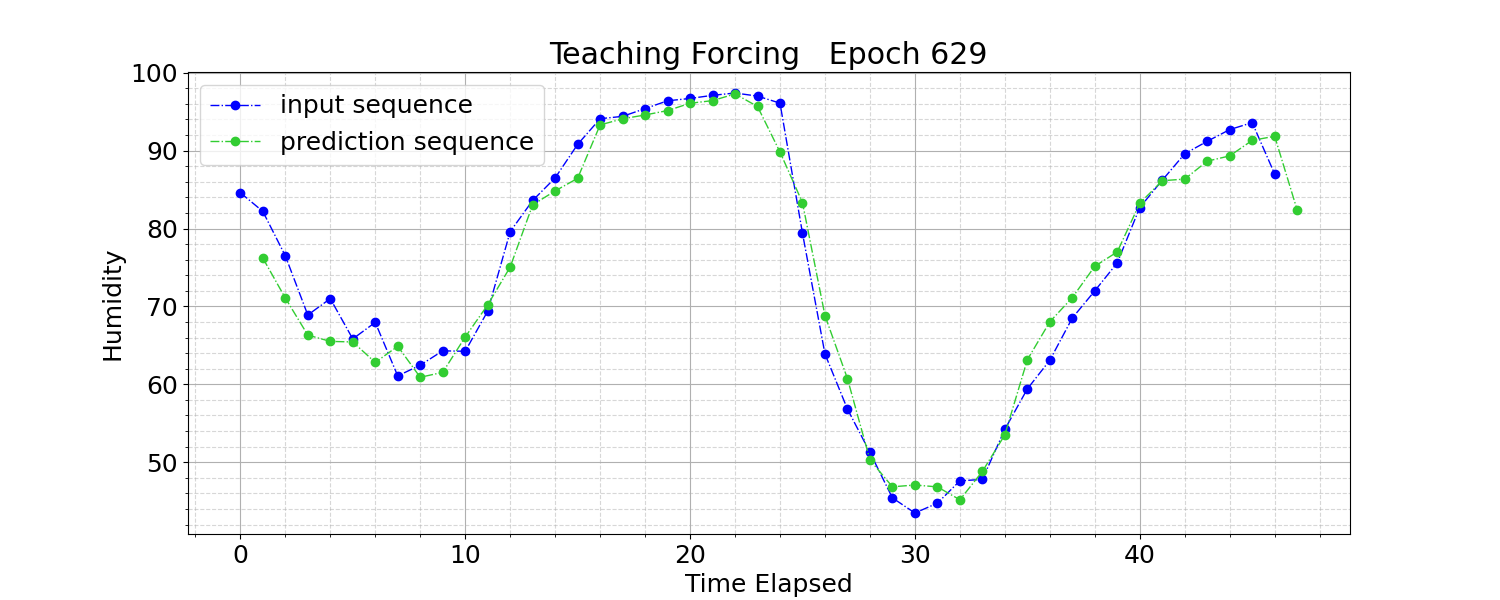 Teaching Forcing   Epoch 629
input sequence
prediction sequence
Humidity
100
90
80
70
60
50
0 10 20 30 40
Time Elapsed